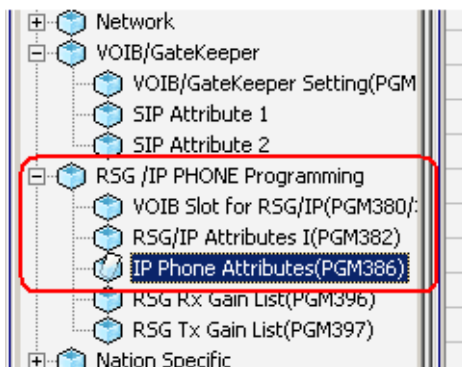 Network
VOIB/GateKeeper
VOIB/GateKeeper Setting(PGM
SIP Attribute 1
SIP Attribute 2
RSG /IP PHONE Programming
VOIB Slot for RSG/IP(PGM380/
RSG/IP Attributes I(PGM382)
IP Phone Attributes(PGM386)
RSG Rx Gain List(PGM396)
RSG Tx Gain List(PGM397)
Nation Specific